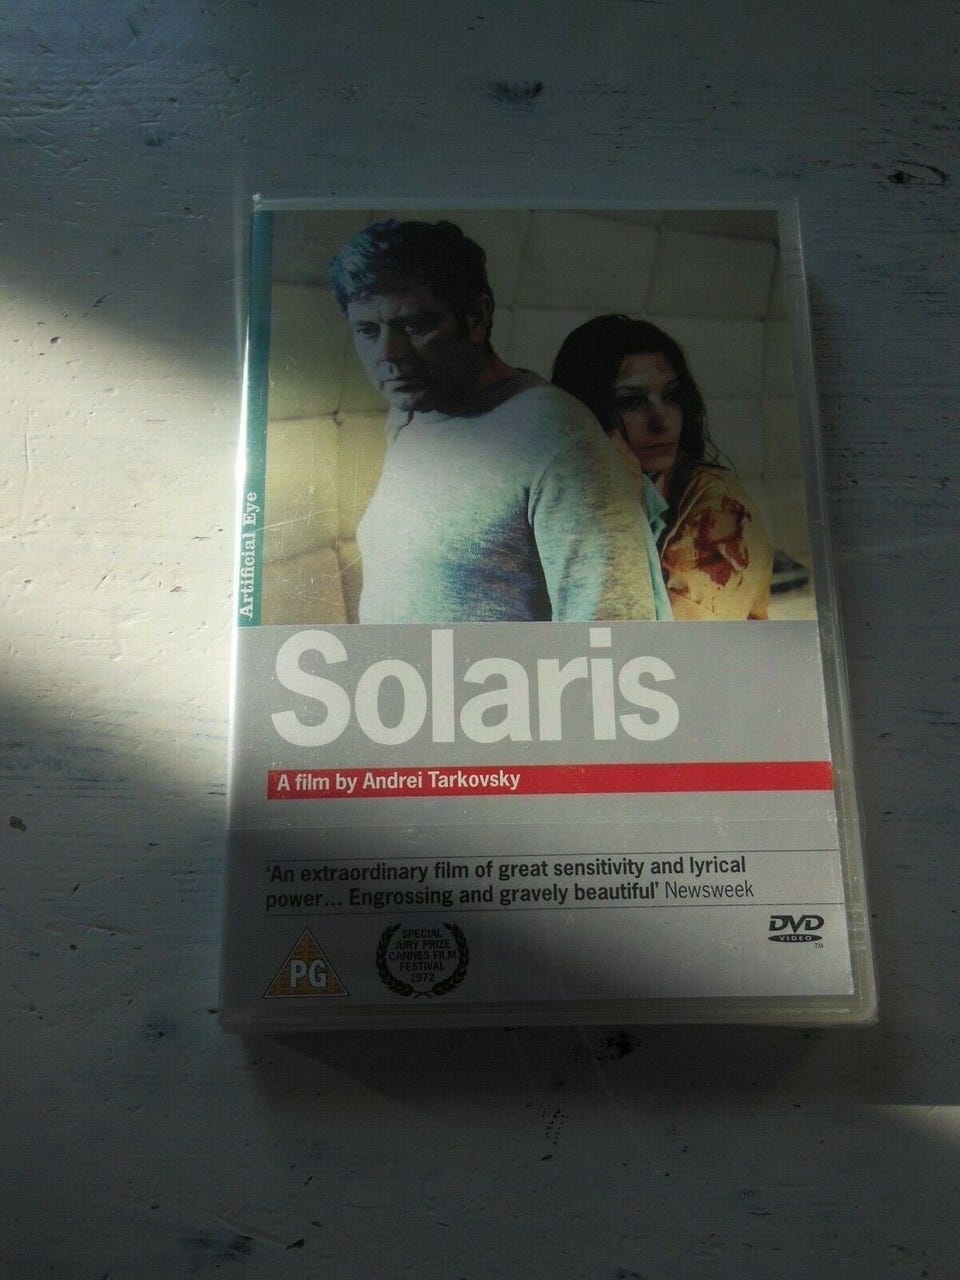 Artificial Eye
Solaris
A film by Andrei Tarkovsky
'An extraordinary film of great sensitivity and lyrical
power... Engrossing and gravely beautiful' Newsweek
PG
SPECIAL
JURY PRIZE
CANNES FILM
FESTIVAL
1972
DVD
VIDEO
TM